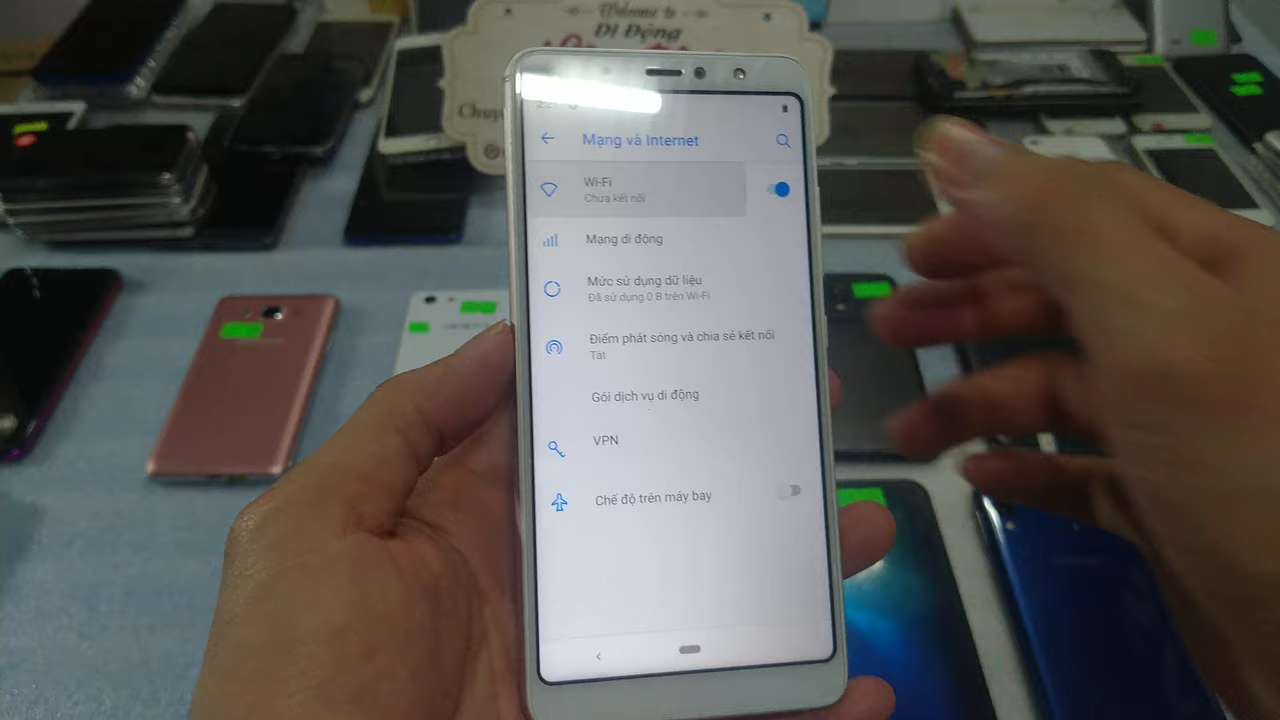 Welcome to
Di Động
Chuyê
Mạng và Internet
Wi-Fi
Chưa kết nối
Mạng di động
Mức sử dụng dữ liệu
Đã sử dụng 0 B trên Wi-Fi
Điểm phát sóng và chia sẻ kết nối
Tắt
Gói dịch vụ di động
VPN
Chế độ trên máy bay